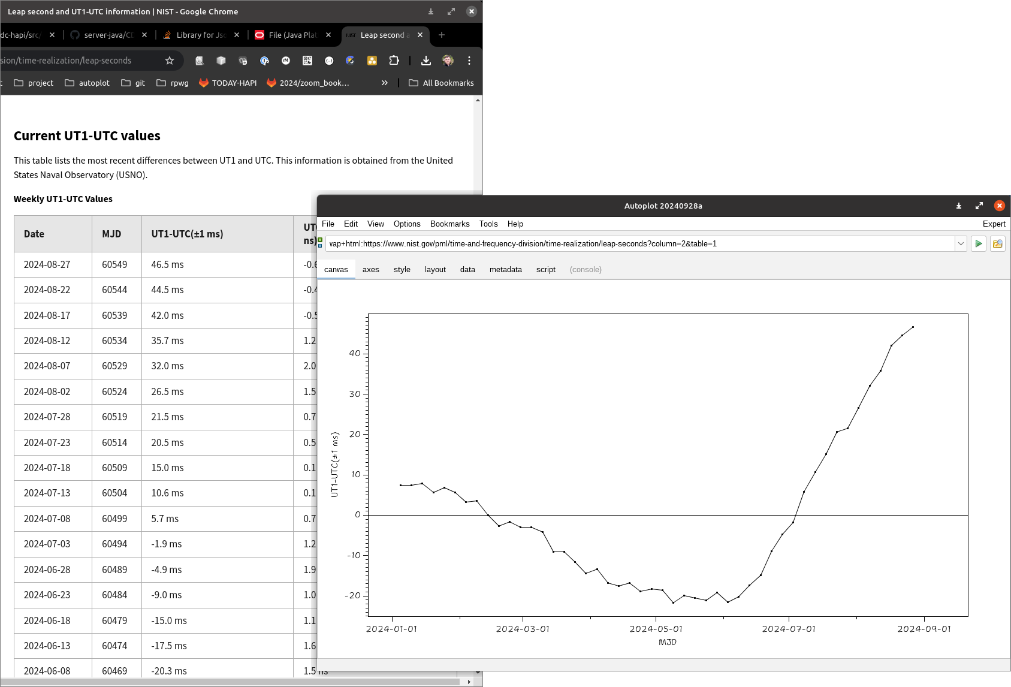 Leap second and UT1-UTC information | NIST - Google Chrome
dc-hapi/src/
server-java/C
Library for Js
File (Java Pla
Leap second a
sion/time-realization/leap-seconds
project autoplot git rpwg TODAY-HAPI 2024/zoom_book... » All Bookmarks
Current UT1-UTC values
This table lists the most recent differences between UT1 and UTC. This information is obtained from the United
States Naval Observatory (USNO).
Weekly UT1-UTC Values
Date MJD UT1-UTC(±1 ms)
2024-08-27 60549 46.5 ms
2024-08-22 60544 44.5 ms
2024-08-17 60539 42.0 ms
2024-08-12 60534 35.7 ms 1.2
2024-08-07 60529 32.0 ms 2.0
2024-08-02 60524 26.5 ms 1.5
2024-07-28 60519 21.5 ms 0.7
2024-07-23 60514 20.5 ms 0.5
2024-07-18 60509 15.0 ms 0.1
2024-07-13 60504 10.6 ms 0.1
2024-07-08 60499 5.7 ms 0.7
2024-07-03 60494 -1.9 ms 1.2
2024-06-28 60489 -4.9 ms 1.9
2024-06-23 60484 -9.0 ms 1.0
2024-06-18 60479 -15.0 ms 1.1
2024-06-13 60474 -17.5 ms 1.6
2024-06-08 60469 -20.3 ms 1.5 ns
Autoplot 20240928a
File Edit View Options Bookmarks Tools Help Expert
vap+html:https://www.nist.gov/pml/time-and-frequency-division/time-realization/leap-seconds?column=2&table=1
canvas axes style layout data metadata script (console)
UT1-UTC(±1 ms)
40
30
20
10
0
-10
-20
2024-01-01 2024-03-01 2024-05-01 2024-07-01 2024-09-01
MJD